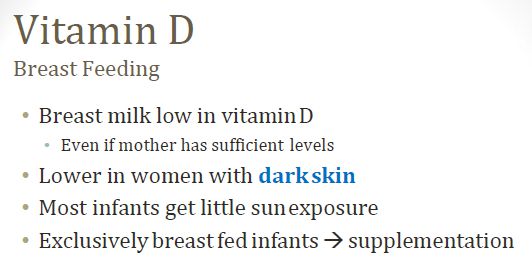 Vitamin D
Breast Feeding
• Breast milk low in vitamin D
• Even if mother has sufficient levels
• Lower in women with dark skin
• Most infants get little sun exposure
• Exclusively breast fed infants → supplementation